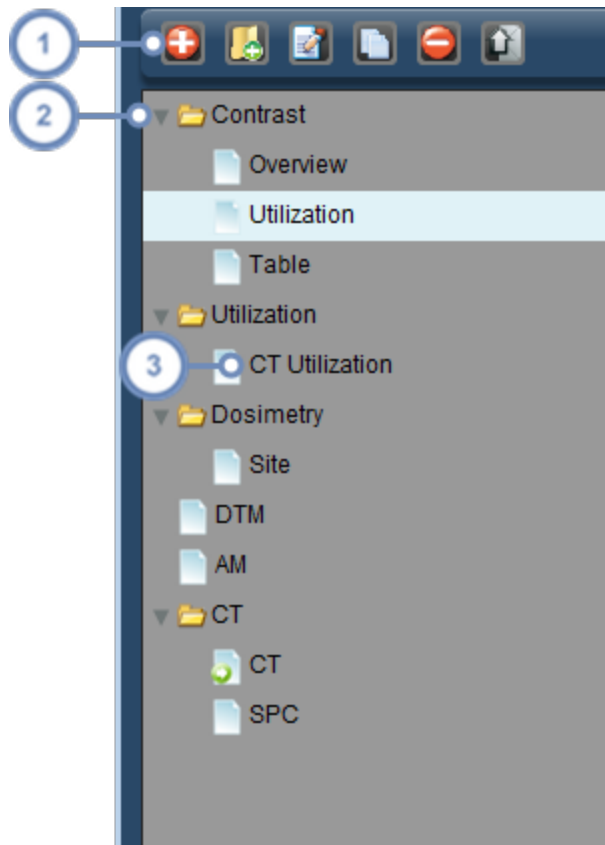 1
2
Contrast
Overview
Utilization
Table
Utilization
3
CT Utilization
Dosimetry
Site
DTM
AM
CT
CT
SPC